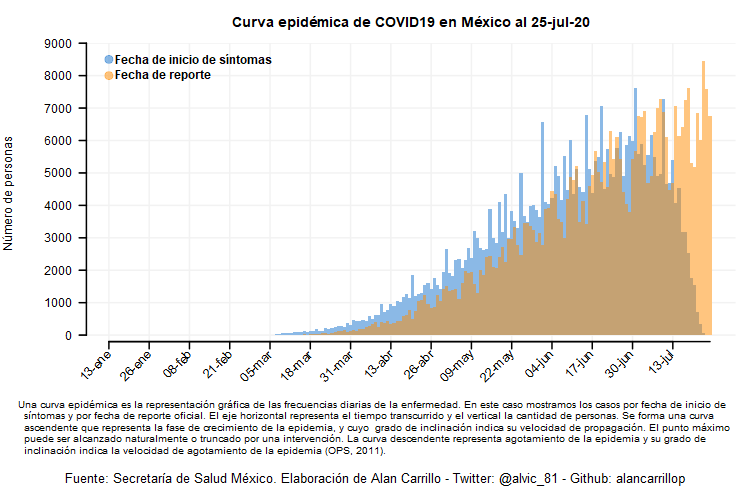 Curva epidémica de COVID19 en México al 25-jul-20
Fecha de inicio de síntomas
Fecha de reporte
Número de personas
9000
8000
7000
6000
5000
4000
3000
2000
1000
0
13-ene
26-ene
08-feb
21-feb
05-mar
18-mar
31-mar
13-abr
26-abr
09-may
22-may
04-jun
17-jun
30-jun
13-jul
Una curva epidémica es la representación gráfica de las frecuencias diarias de la enfermedad. En este caso mostramos los casos por fecha de inicio de
síntomas y por fecha de reporte oficial. El eje horizontal representa el tiempo transcurrido y el vertical la cantidad de personas. Se forma una curva
ascendente que representa la fase de crecimiento de la epidemia, y cuyo grado de inclinación indica su velocidad de propagación. El punto máximo
puede ser alcanzado naturalmente o truncado por una intervención. La curva descendente representa agotamiento de la epidemia y su grado de
inclinación indica la velocidad de agotamiento de la epidemia (OPS, 2011).
Fuente: Secretaría de Salud México. Elaboración de Alan Carrillo - Twitter: @alvic_81 - Github: alancarrillop